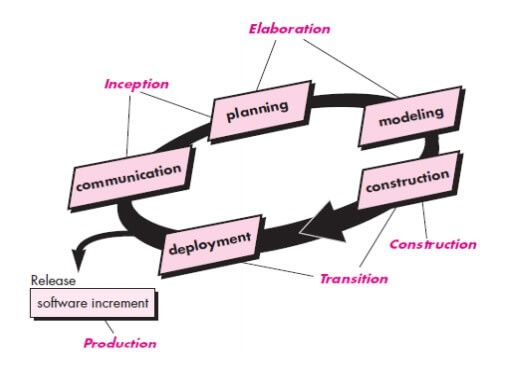 Elaboration
Inception
planning
modeling
communication
construction
deployment
Construction
Transition
Release
software increment
Production